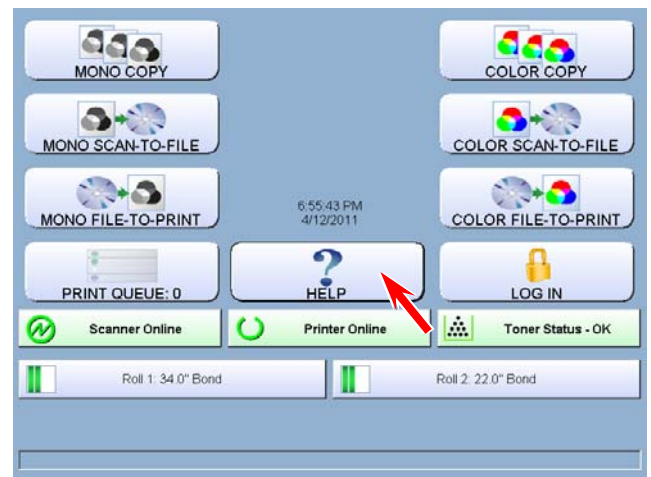 MONO COPY
COLOR COPY
MONO SCAN-TO-FILE
COLOR SCAN-TO-FILE
MONO FILE-TO-PRINT
6:55:43 PM
4/12/2011
COLOR FILE-TO-PRINT
PRINT QUEUE: 0
HELP
LOG IN
Scanner Online
Printer Online
Toner Status - OK
Roll 1: 34.0" Bond
Roll 2: 22.0" Bond